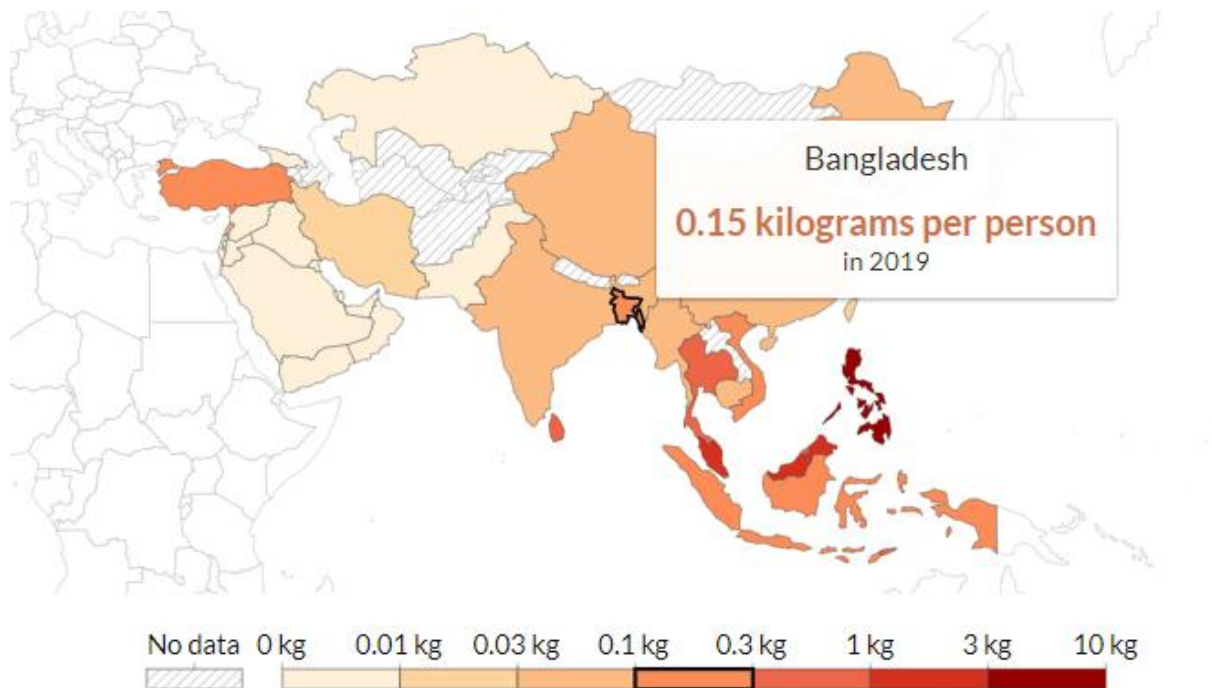 Bangladesh
0.15 kilograms per person
in 2019
No data 0 kg 0.01 kg 0.03 kg 0.1 kg 0.3 kg 1 kg 3 kg 10 kg